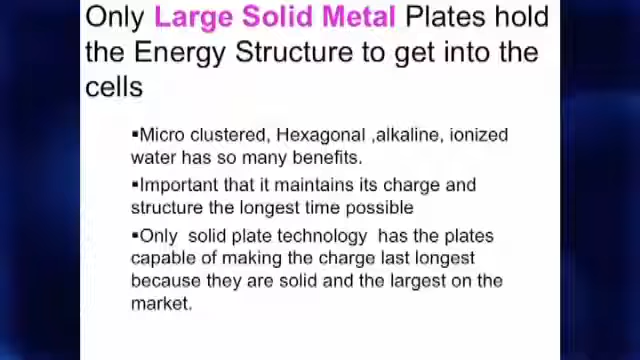 Only Large Solid Metal Plates hold
the Energy Structure to get into the
cells
▪Micro clustered, Hexagonal ,alkaline, ionized
water has so many benefits.
▪Important that it maintains its charge and
structure the longest time possible
▪Only solid plate technology has the plates
capable of making the charge last longest
because they are solid and the largest on the
market.